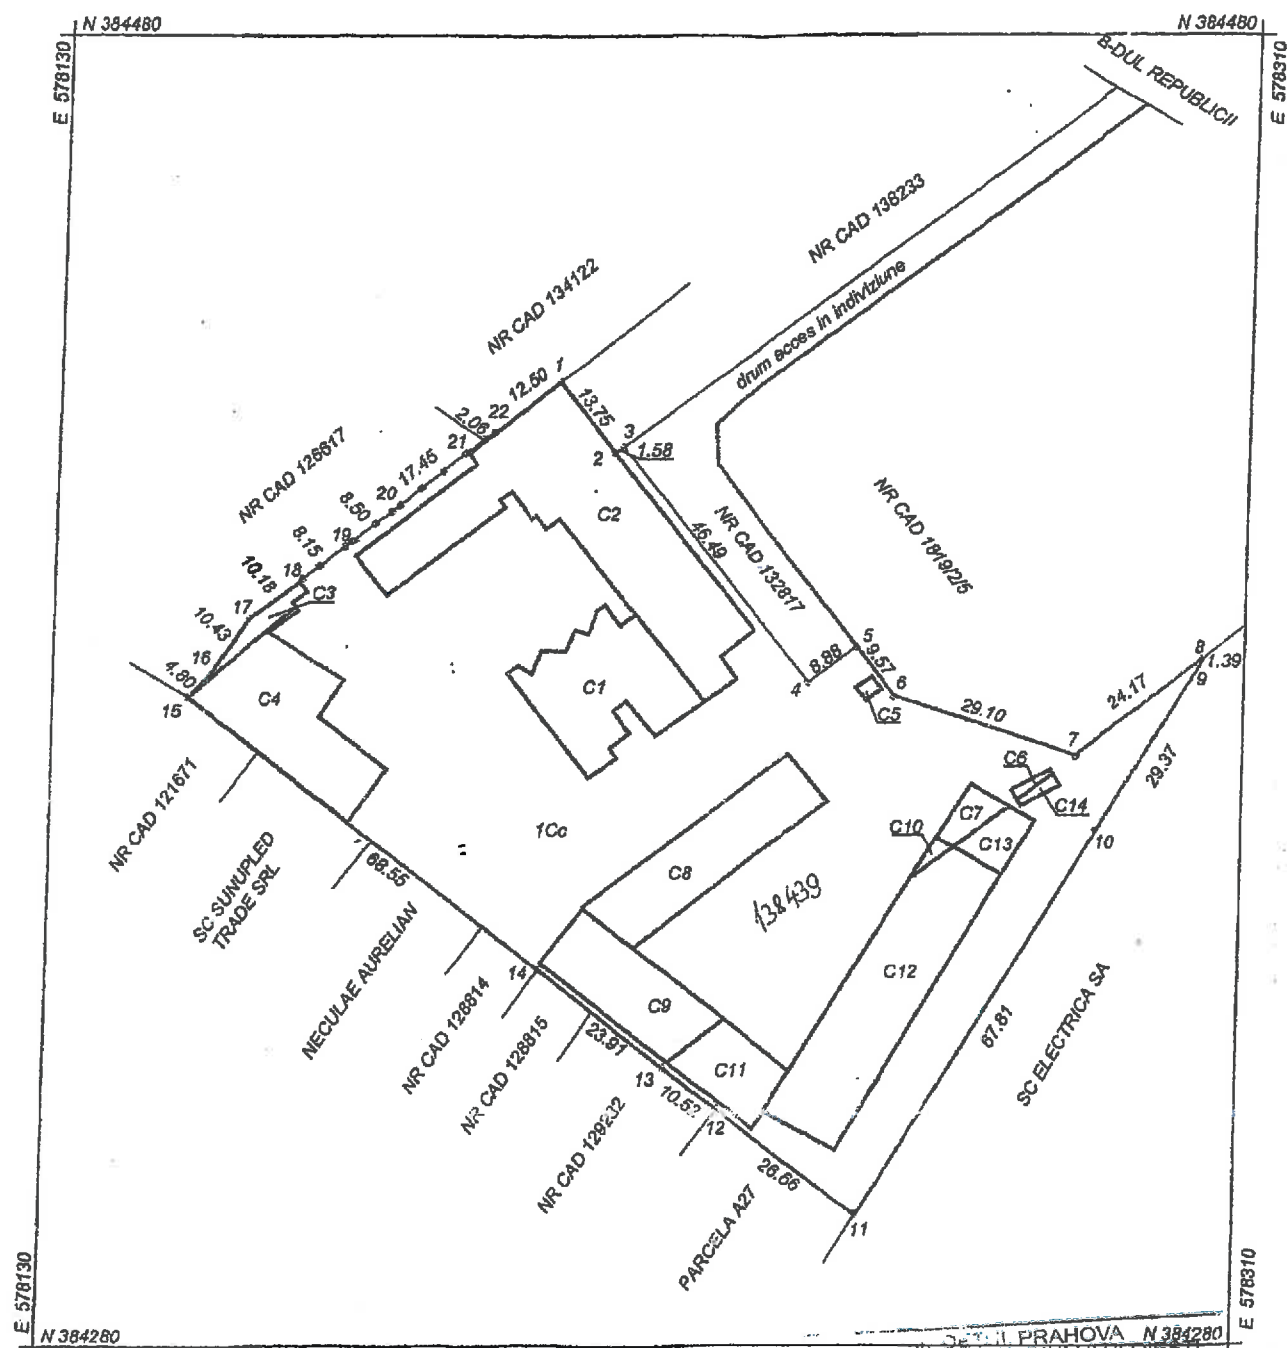 N 384480
N 384480
E 578130
E 578310
B-DUL REPUBLICII
NR CAD 138233
drum acces in indiviziune
NR CAD 134122
1
12.50
22
2.06
13.75
3
1.58
2
21
17.45
NR CAD 126617
20
8.50
19
8.15
18
10.18
17
10.43
16
4.80
15
C2
C3
C4
C1
46.49
NR CAD 132817
NR CAD 1819/2/5
5
9.57
8.88
4
6
C5
29.10
7
24.17
8
1.39
9
29.37
C6
C14
C7
C10
C13
10
NR CAD 121671
SC SUNUPLED
TRADE SRL
68.55
1Cc
C8
138439
C12
NECULAE AURELIAN
14
C9
NR CAD 128814
23.91
NR CAD 128815
13
C11
10.52
12
NR CAD 129232
67.81
SC ELECTRICA SA
26.66
PARCELA A27
11
E 578130
E 578310
N 384280
PRAHOVA
N 384280